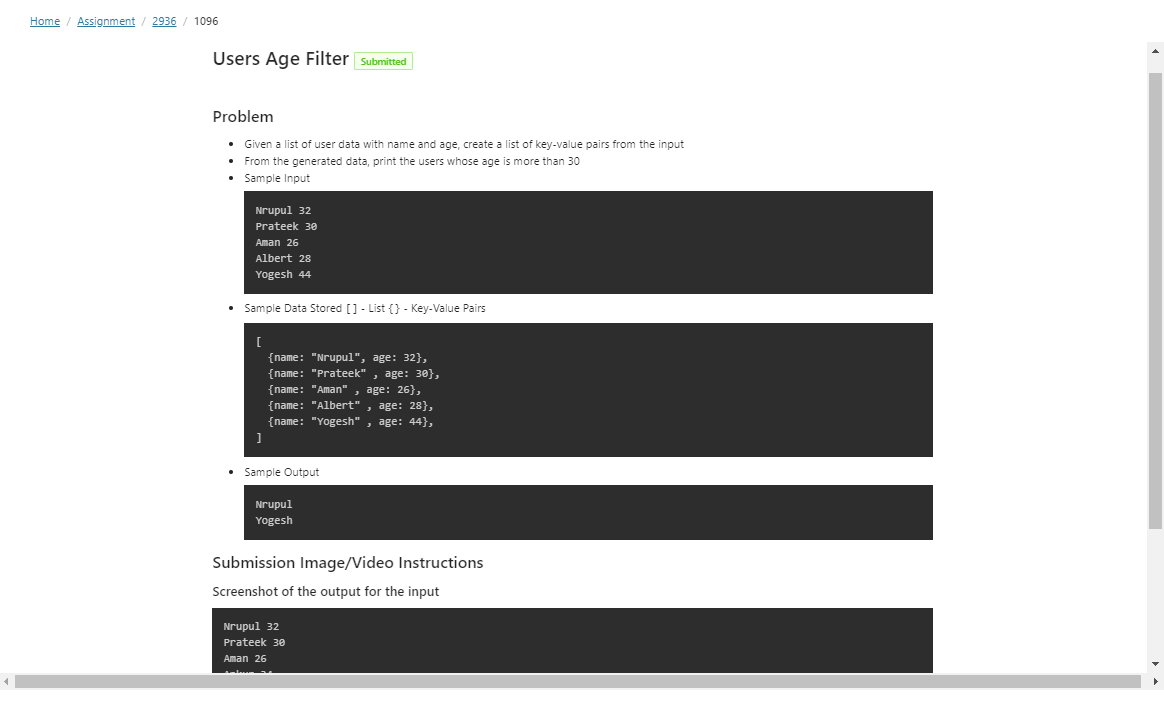 Home / Assignment / 2936 / 1096
Users Age Filter Submitted
Problem
Given a list of user data with name and age, create a list of key-value pairs from the input
From the generated data, print the users whose age is more than 30
Sample Input
Nrupul 32
Prateek 30
Aman 26
Albert 28
Yogesh 44
Sample Data Stored [] - List {} - Key-Value Pairs
[
{name: "Nrupul", age: 32},
{name: "Prateek" , age: 30},
{name: "Aman" , age: 26},
{name: "Albert" , age: 28},
{name: "Yogesh" , age: 44},
]
Sample Output
Nrupul
Yogesh
Submission Image/Video Instructions
Screenshot of the output for the input
Nrupul 32
Prateek 30
Aman 26